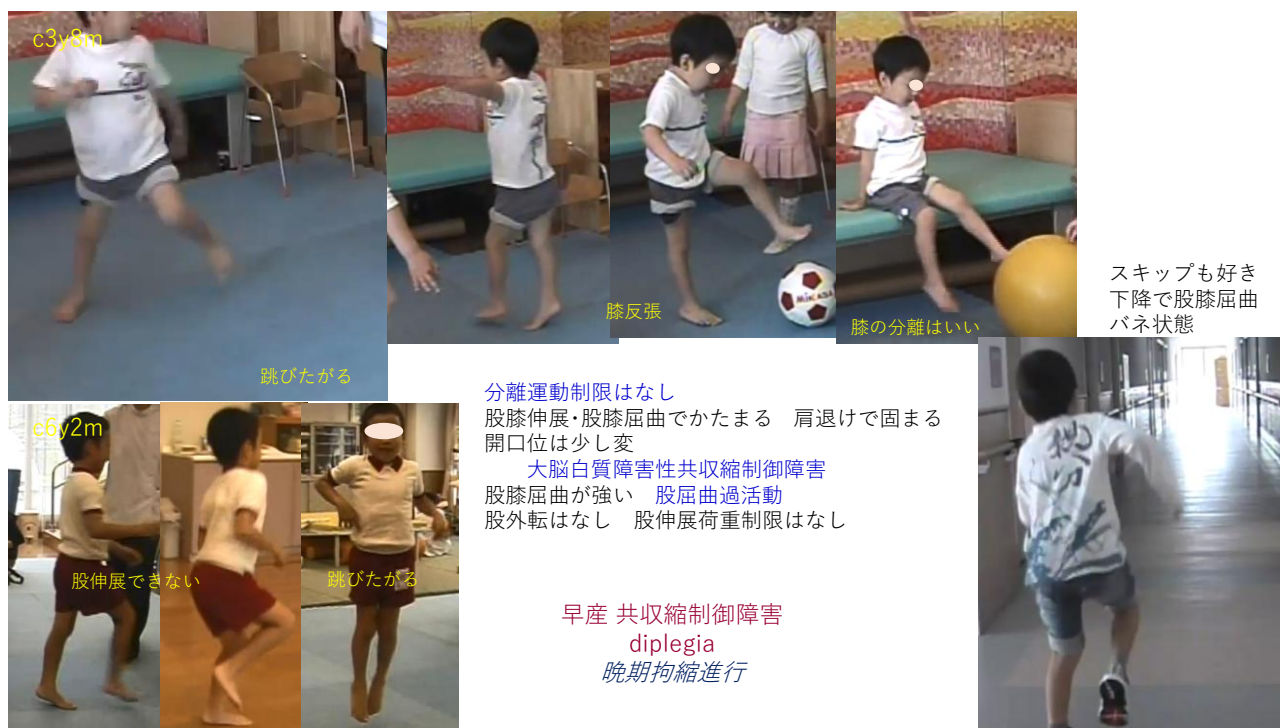 c3y8m
跳びたがる
膝反張
膝の分離はいい
MIKASA
スキップも好き
下降で股膝屈曲
バネ状態
分離運動制限はなし
股膝伸展・股膝屈曲でかたまる　肩退けで固まる
開口位は少し変
大脳白質障害性共収縮制御障害
股膝屈曲が強い　股屈曲過活動
股外転はなし　股伸展荷重制限はなし
c6y2m
股伸展できない
跳びたがる
早産 共収縮制御障害
diplegia
晩期拘縮進行